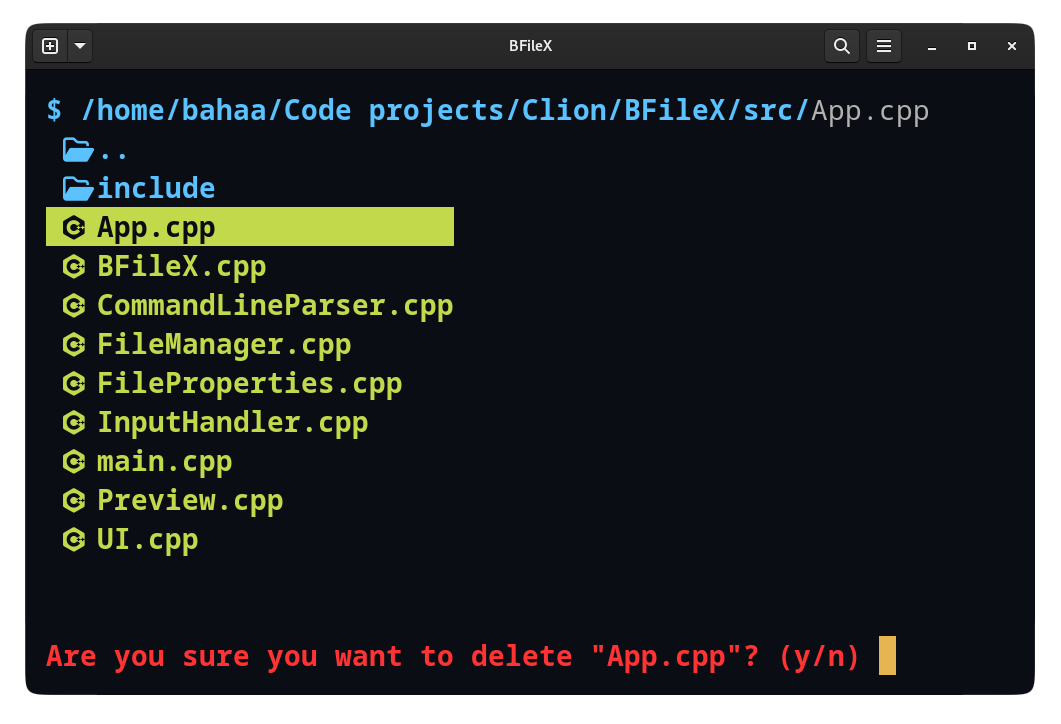 BFileX
$ /home/bahaa/Code projects/Clion/BFileX/src/App.cpp
..
include
App.cpp
BFileX.cpp
CommandLineParser.cpp
FileManager.cpp
FileProperties.cpp
InputHandler.cpp
main.cpp
Preview.cpp
UI.cpp
Are you sure you want to delete "App.cpp"? (y/n)